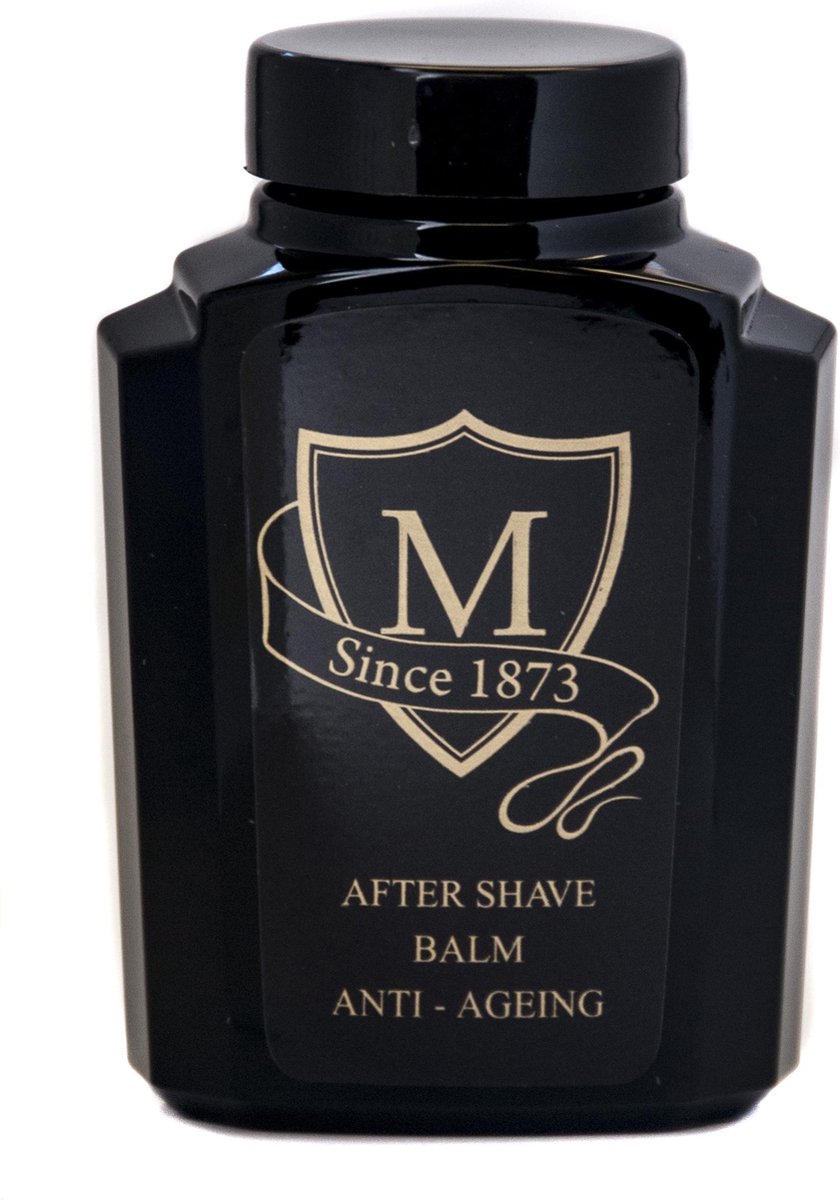 M
Since 1873
AFTER SHAVE
BALM
ANTI - AGEING